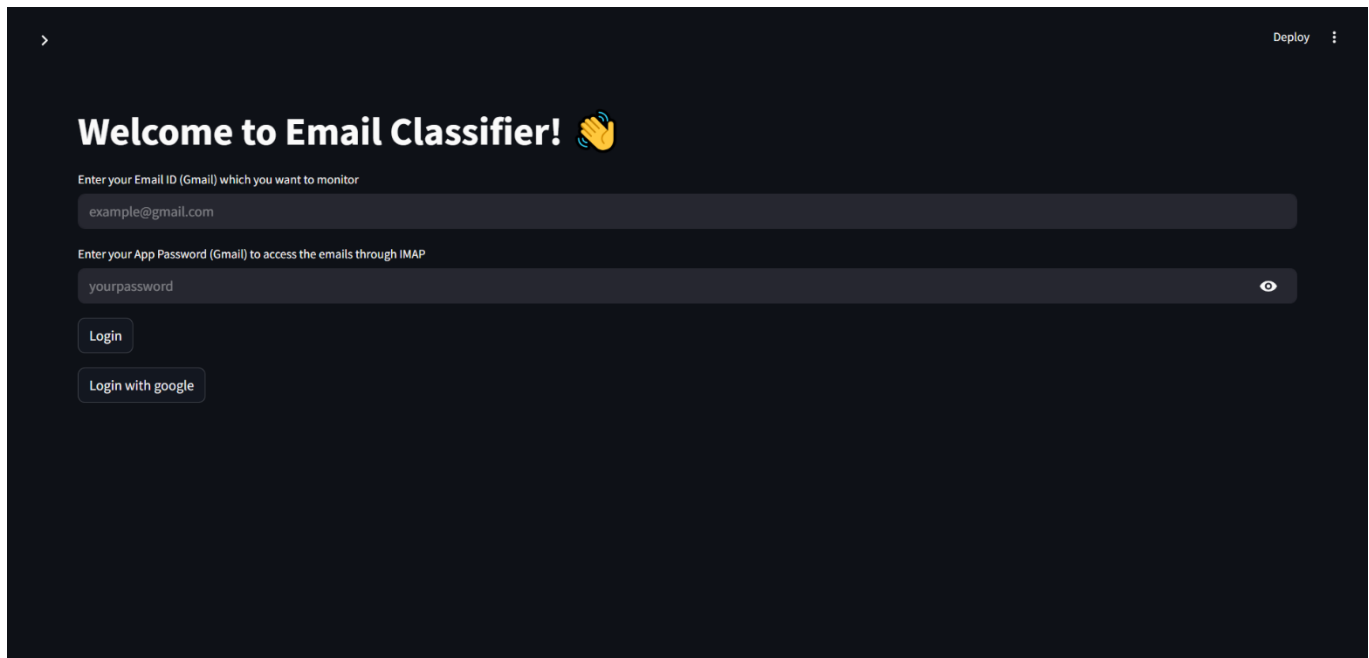 Deploy
Welcome to Email Classifier! 👋
Enter your Email ID (Gmail) which you want to monitor
example@gmail.com
Enter your App Password (Gmail) to access the emails through IMAP
yourpassword
Login
Login with google